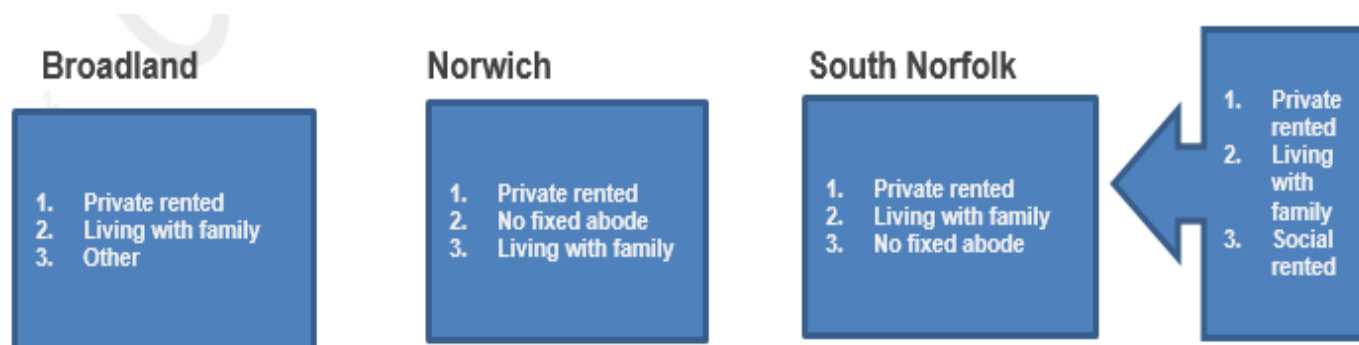 Broadland
Norwich
South Norfolk
1.
1. Private rented
2. Living with family
3. Other
1. Private rented
2. No fixed abode
3. Living with family
1. Private rented
2. Living with family
3. No fixed abode
1. Private
rented
2. Living
with
family
3. Social
rented